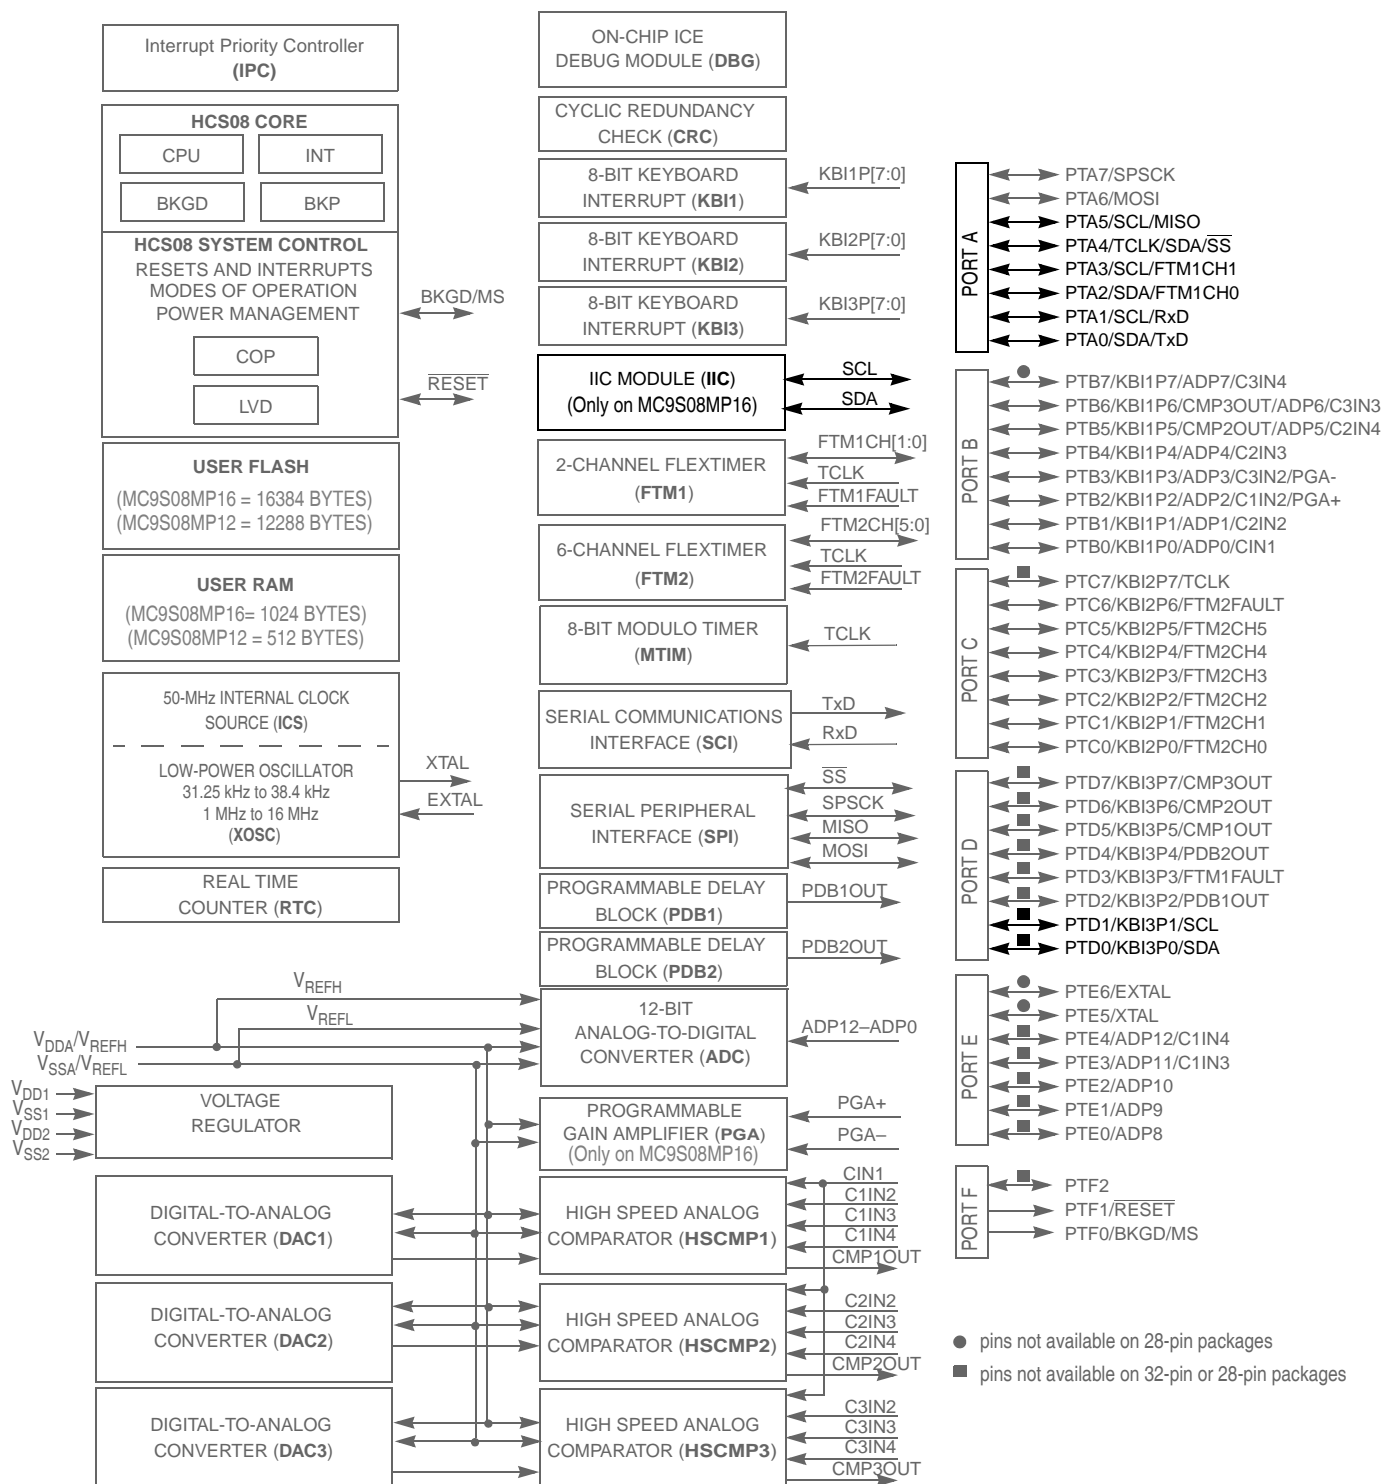 Interrupt Priority Controller
(IPC)
HCS08 CORE
CPU
INT
BKGD
BKP
HCS08 SYSTEM CONTROL
RESETS AND INTERRUPTS
MODES OF OPERATION
POWER MANAGEMENT
COP
LVD
BKGD/MS
RESET
USER FLASH
(MC9S08MP16 = 16384 BYTES)
(MC9S08MP12 = 12288 BYTES)
USER RAM
(MC9S08MP16= 1024 BYTES)
(MC9S08MP12 = 512 BYTES)
50-MHz INTERNAL CLOCK
SOURCE (ICS)
LOW-POWER OSCILLATOR
31.25 kHz to 38.4 kHz
1 MHz to 16 MHz
(XOSC)
XTAL
EXTAL
REAL TIME
COUNTER (RTC)
VREFH
VREFL
VDDA/VREFH
VSSA/VREFL
VDD1
VSS1
VDD2
VSS2
VOLTAGE
REGULATOR
DIGITAL-TO-ANALOG
CONVERTER (DAC1)
DIGITAL-TO-ANALOG
CONVERTER (DAC2)
DIGITAL-TO-ANALOG
CONVERTER (DAC3)
ON-CHIP ICE
DEBUG MODULE (DBG)
CYCLIC REDUNDANCY
CHECK (CRC)
8-BIT KEYBOARD
INTERRUPT (KBI1)
KBI1P[7:0]
8-BIT KEYBOARD
INTERRUPT (KBI2)
KBI2P[7:0]
8-BIT KEYBOARD
INTERRUPT (KBI3)
KBI3P[7:0]
IIC MODULE (IIC)
(Only on MC9S08MP16)
SCL
SDA
2-CHANNEL FLEXTIMER
(FTM1)
FTM1CH[1:0]
TCLK
FTM1FAULT
6-CHANNEL FLEXTIMER
(FTM2)
FTM2CH[5:0]
TCLK
FTM2FAULT
8-BIT MODULO TIMER
(MTIM)
TCLK
SERIAL COMMUNICATIONS
INTERFACE (SCI)
TxD
RxD
SERIAL PERIPHERAL
INTERFACE (SPI)
SS
SPSCK
MISO
MOSI
PROGRAMMABLE DELAY
BLOCK (PDB1)
PDB1OUT
PROGRAMMABLE DELAY
BLOCK (PDB2)
PDB2OUT
12-BIT
ANALOG-TO-DIGITAL
CONVERTER (ADC)
ADP12–ADP0
PROGRAMMABLE
GAIN AMPLIFIER (PGA)
(Only on MC9S08MP16)
PGA+
PGA–
HIGH SPEED ANALOG
COMPARATOR (HSCMP1)
CIN1
C1IN2
C1IN3
C1IN4
CMP1OUT
HIGH SPEED ANALOG
COMPARATOR (HSCMP2)
C2IN2
C2IN3
C2IN4
CMP2OUT
HIGH SPEED ANALOG
COMPARATOR (HSCMP3)
C3IN2
C3IN3
C3IN4
CMP3OUT
PORT A
PTA7/SPSCK
PTA6/MOSI
PTA5/SCL/MISO
PTA4/TCLK/SDA/SS
PTA3/SCL/FTM1CH1
PTA2/SDA/FTM1CH0
PTA1/SCL/RxD
PTA0/SDA/TxD
PORT B
PTB7/KBI1P7/ADP7/C3IN4
PTB6/KBI1P6/CMP3OUT/ADP6/C3IN3
PTB5/KBI1P5/CMP2OUT/ADP5/C2IN4
PTB4/KBI1P4/ADP4/C2IN3
PTB3/KBI1P3/ADP3/C3IN2/PGA-
PTB2/KBI1P2/ADP2/C1IN2/PGA+
PTB1/KBI1P1/ADP1/C2IN2
PTB0/KBI1P0/ADP0/CIN1
PORT C
PTC7/KBI2P7/TCLK
PTC6/KBI2P6/FTM2FAULT
PTC5/KBI2P5/FTM2CH5
PTC4/KBI2P4/FTM2CH4
PTC3/KBI2P3/FTM2CH3
PTC2/KBI2P2/FTM2CH2
PTC1/KBI2P1/FTM2CH1
PTC0/KBI2P0/FTM2CH0
PORT D
PTD7/KBI3P7/CMP3OUT
PTD6/KBI3P6/CMP2OUT
PTD5/KBI3P5/CMP1OUT
PTD4/KBI3P4/PDB2OUT
PTD3/KBI3P3/FTM1FAULT
PTD2/KBI3P2/PDB1OUT
PTD1/KBI3P1/SCL
PTD0/KBI3P0/SDA
PORT E
PTE6/EXTAL
PTE5/XTAL
PTE4/ADP12/C1IN4
PTE3/ADP11/C1IN3
PTE2/ADP10
PTE1/ADP9
PTE0/ADP8
PORT F
PTF2
PTF1/RESET
PTF0/BKGD/MS
pins not available on 28-pin packages
pins not available on 32-pin or 28-pin packages